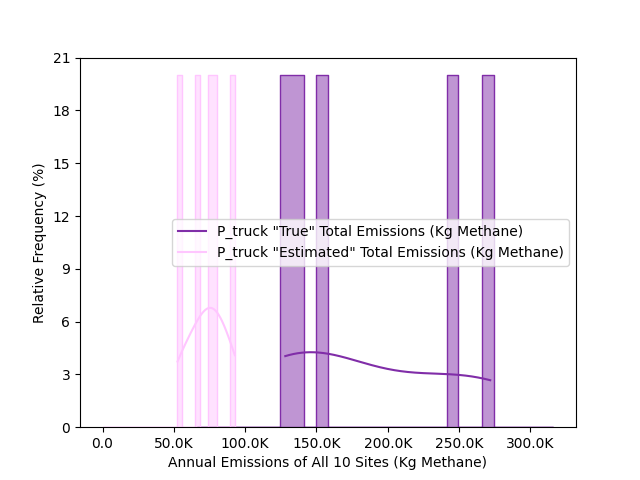 21
18
15
12
9
6
3
0
Relative Frequency (%)
P_truck "True" Total Emissions (Kg Methane)
P_truck "Estimated" Total Emissions (Kg Methane)
0.0 50.0K 100.0K 150.0K 200.0K 250.0K 300.0K
Annual Emissions of All 10 Sites (Kg Methane)